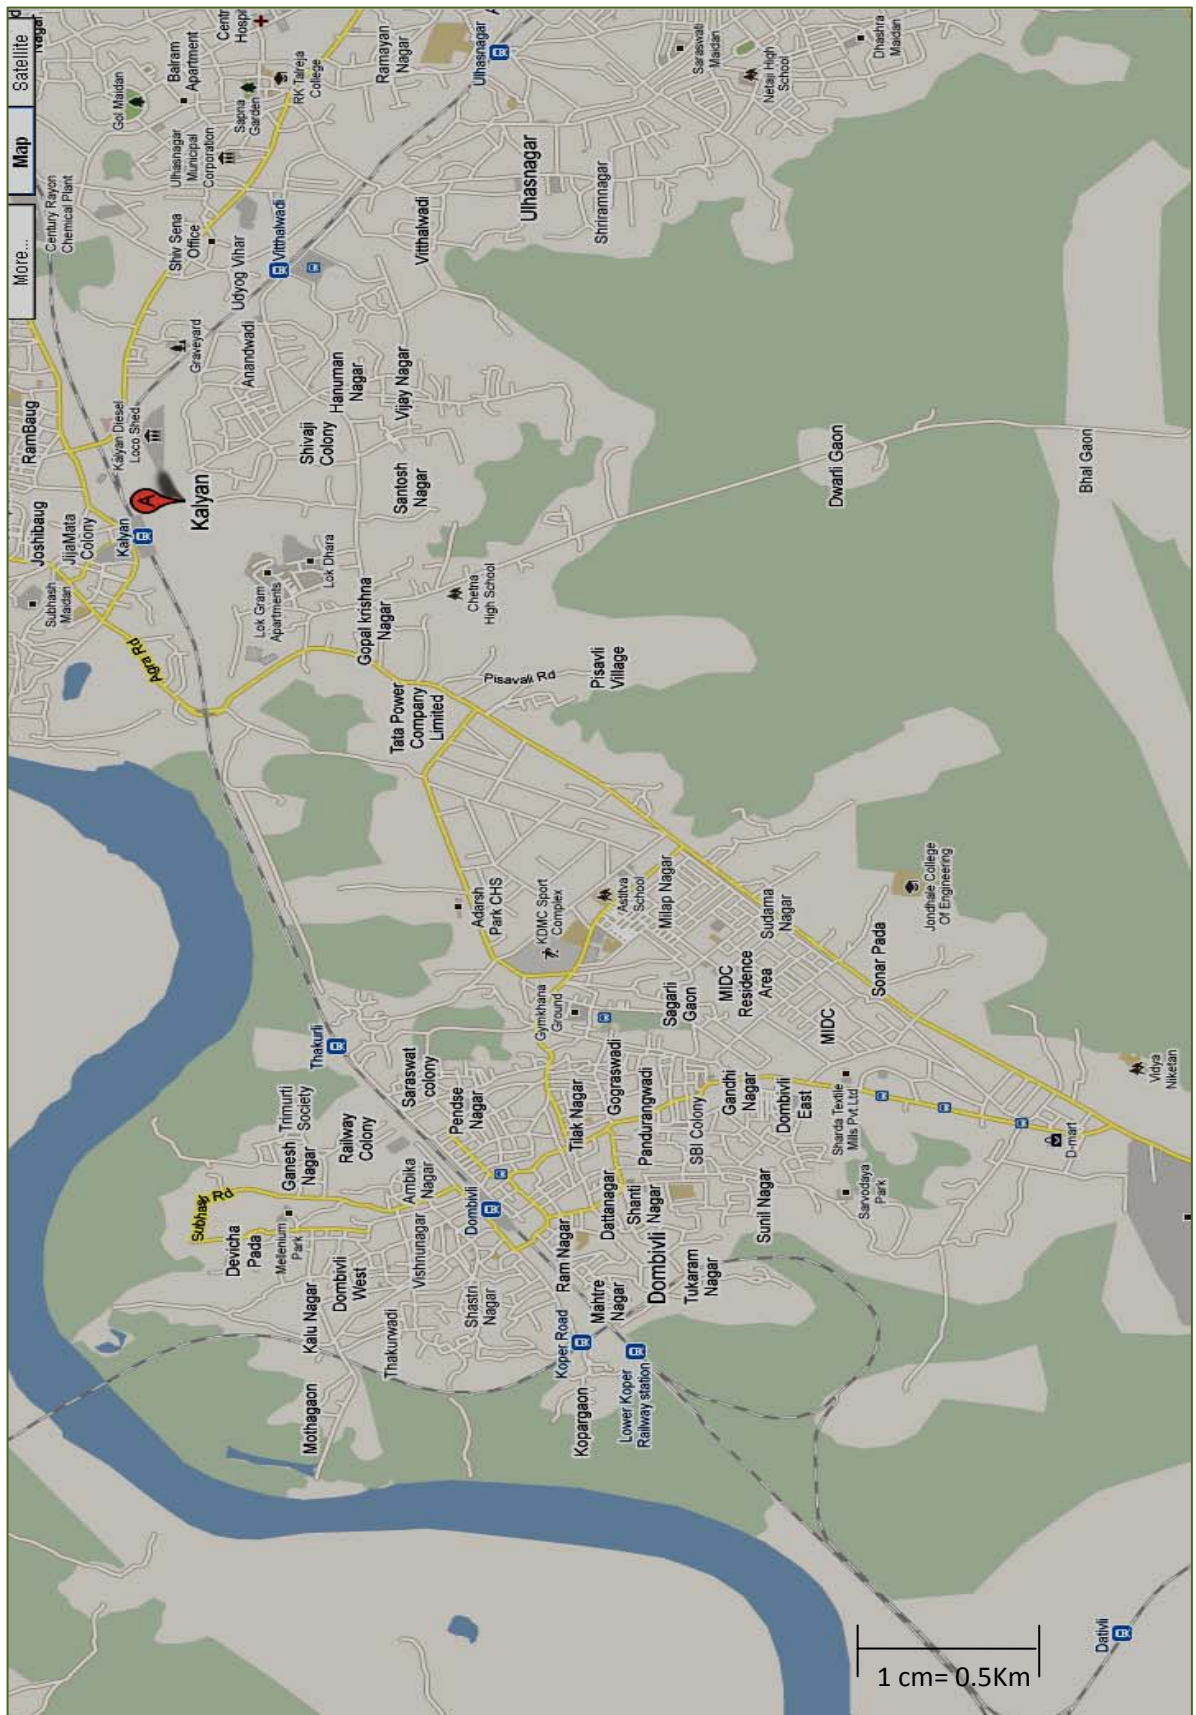 More...
Map
Satellite
Nagar
RamBaug
Joshibaug
Subhash
Maidan
JijaMata
Colony
Kalyan
Century Rayon
Chemical Plant
Kalyan Diesel
Loco Shed
Gol Maidan
Agra Rd
Kalyan
A
Shiv Sena
Office
Graveyard
Balram
Apartment
Ulhasnagar
Municipal
Corporation
Sapna
Garden
Centr
Hospit
RK Talreja
College
Udyog Vihar
Vitthalwadi
Anandwadi
Subhash Rd
Devicha
Pada
Mellenium
Park
Ganesh
Nagar
Trimurti
Society
Thakurli
Lok Gram
Apartments
Lok Dhara
Shivaji
Colony
Hanuman
Nagar
Mothagaon
Kalu Nagar
Dombivli
West
Railway
Colony
Gopal krishna
Nagar
Ramayan
Nagar
Thakurwadi
Vishnunagar
Ambika
Nagar
Saraswat
colony
Tata Power
Company
Limited
Santosh
Nagar
Vijay Nagar
Vitthalwadi
Shastri
Nagar
Dombivli
Pendse
Nagar
Adarsh
Park CHS
Chetna
High School
Pisavali Rd
Ulhasnagar
Ulhasnagar
Shriramnagar
Koper Road
Kopargaon
Ram Nagar
Mahtre
Nagar
Tilak Nagar
Gymkhana
Ground
KDMC Sport
Complex
Pisavli
Village
Lower Koper
Railway station
Dattanagar
Shanti
Nagar
Gograswadi
Pandurangwadi
Astitva
School
Dombivli
Tukaram
Nagar
SBI Colony
Sagarli
Gaon
Milap Nagar
Saraswati
Maidan
Gandhi
Nagar
MIDC
Residence
Area
Sunil Nagar
Dombivli
East
Sudama
Nagar
Netaji High
School
Sharda Textile
Mills Pvt Ltd
MIDC
Dwarli Gaon
Sarvodaya
Park
Sonar Pada
Dhashra
Maidan
Jondhale College
Of Engineering
D-mart
Bhal Gaon
Dativli
Vidya
Niketan
1 cm= 0.5Km